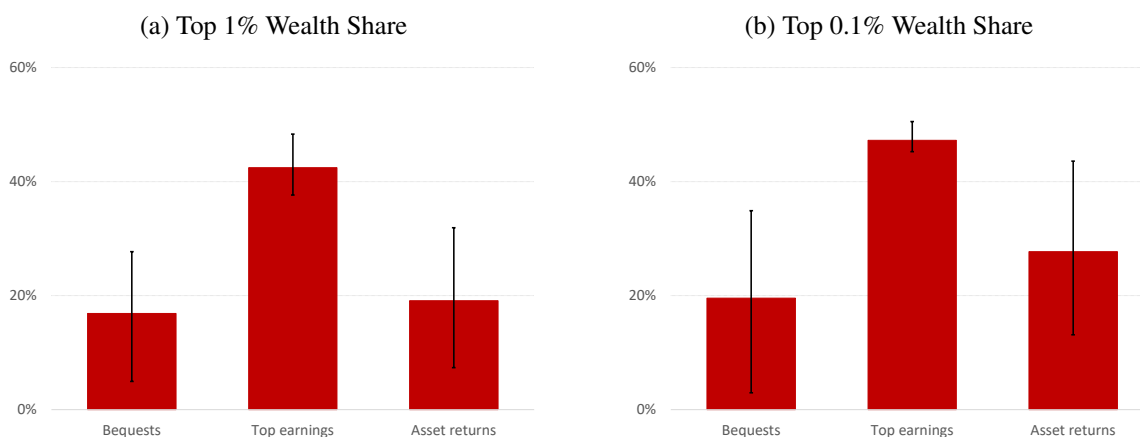 (a) Top 1% Wealth Share
60%
40%
20%
0%
Bequests Top earnings Asset returns
(b) Top 0.1% Wealth Share
60%
40%
20%
0%
Bequests Top earnings Asset returns